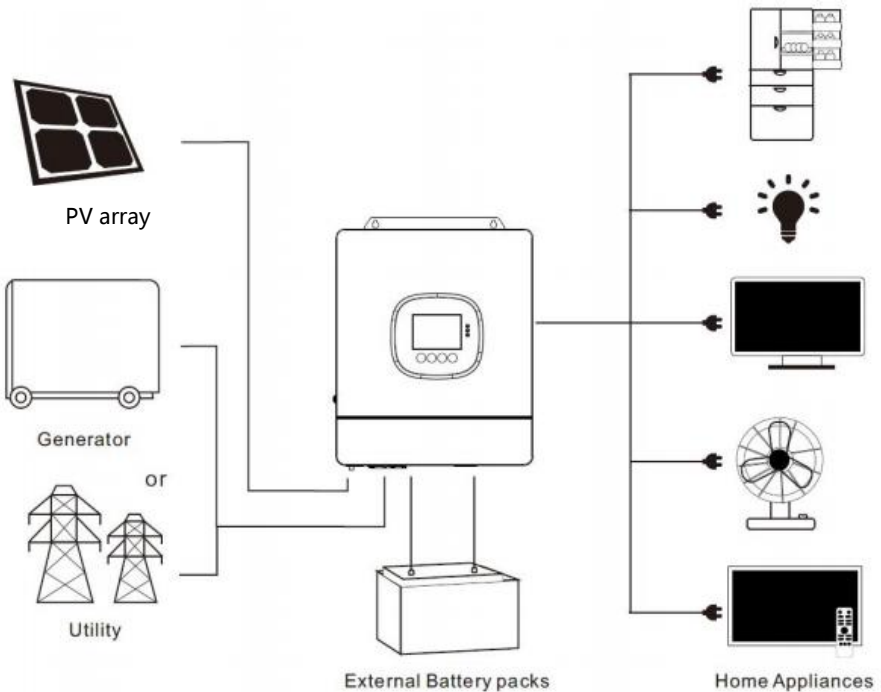 PV array
Generator
or
Utility
External Battery packs
Home Appliances